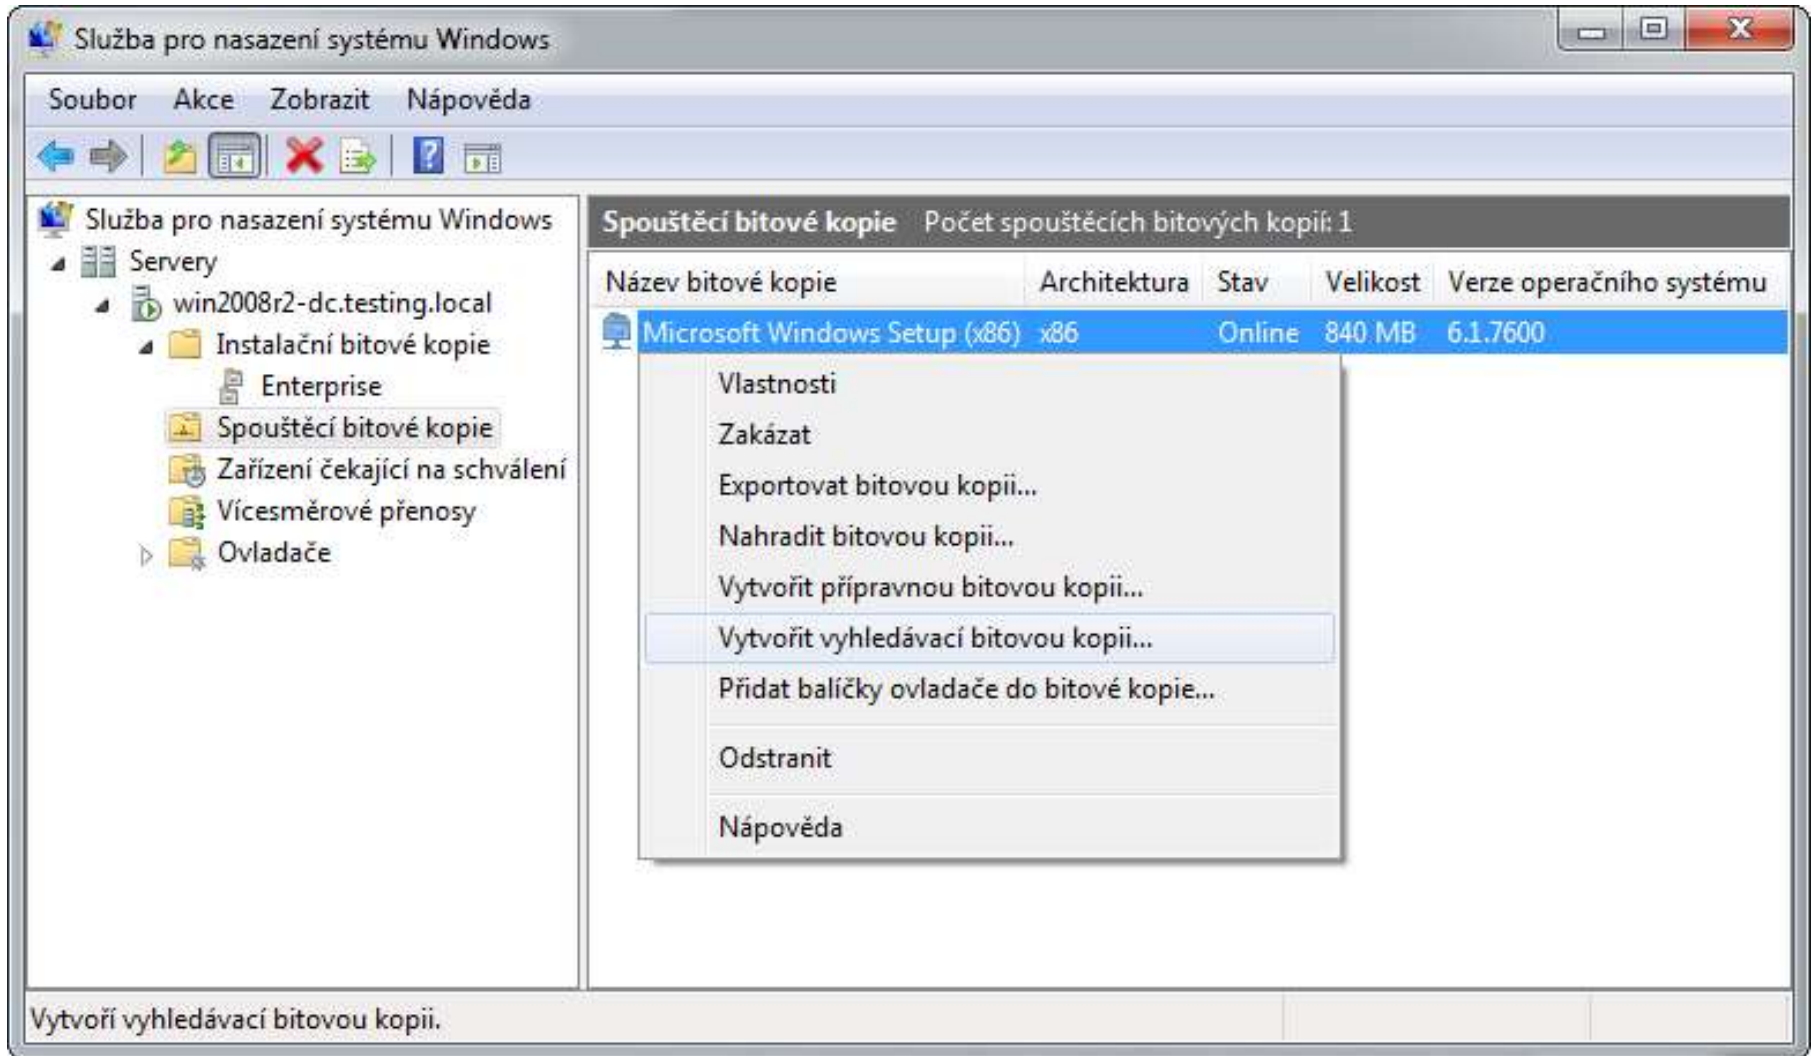 Služba pro nasazení systému Windows
Soubor Akce Zobrazit Nápověda
Služba pro nasazení systému Windows
Servery
win2008r2-dc.testing.local
Instalační bitové kopie
Enterprise
Spouštěcí bitové kopie
Zařízení čekající na schválení
Vícesměrové přenosy
Ovladače
Spouštěcí bitové kopie Počet spouštěcích bitových kopií: 1
Název bitové kopie Architektura Stav Velikost Verze operačního systému
Microsoft Windows Setup (x86) x86 Online 840 MB 6.1.7600
Vlastnosti
Zakázat
Exportovat bitovou kopii...
Nahradit bitovou kopii...
Vytvořit přípravnou bitovou kopii...
Vytvořit vyhledávací bitovou kopii...
Přidat balíčky ovladače do bitové kopie...
Odstranit
Nápověda
Vytvoří vyhledávací bitovou kopii.